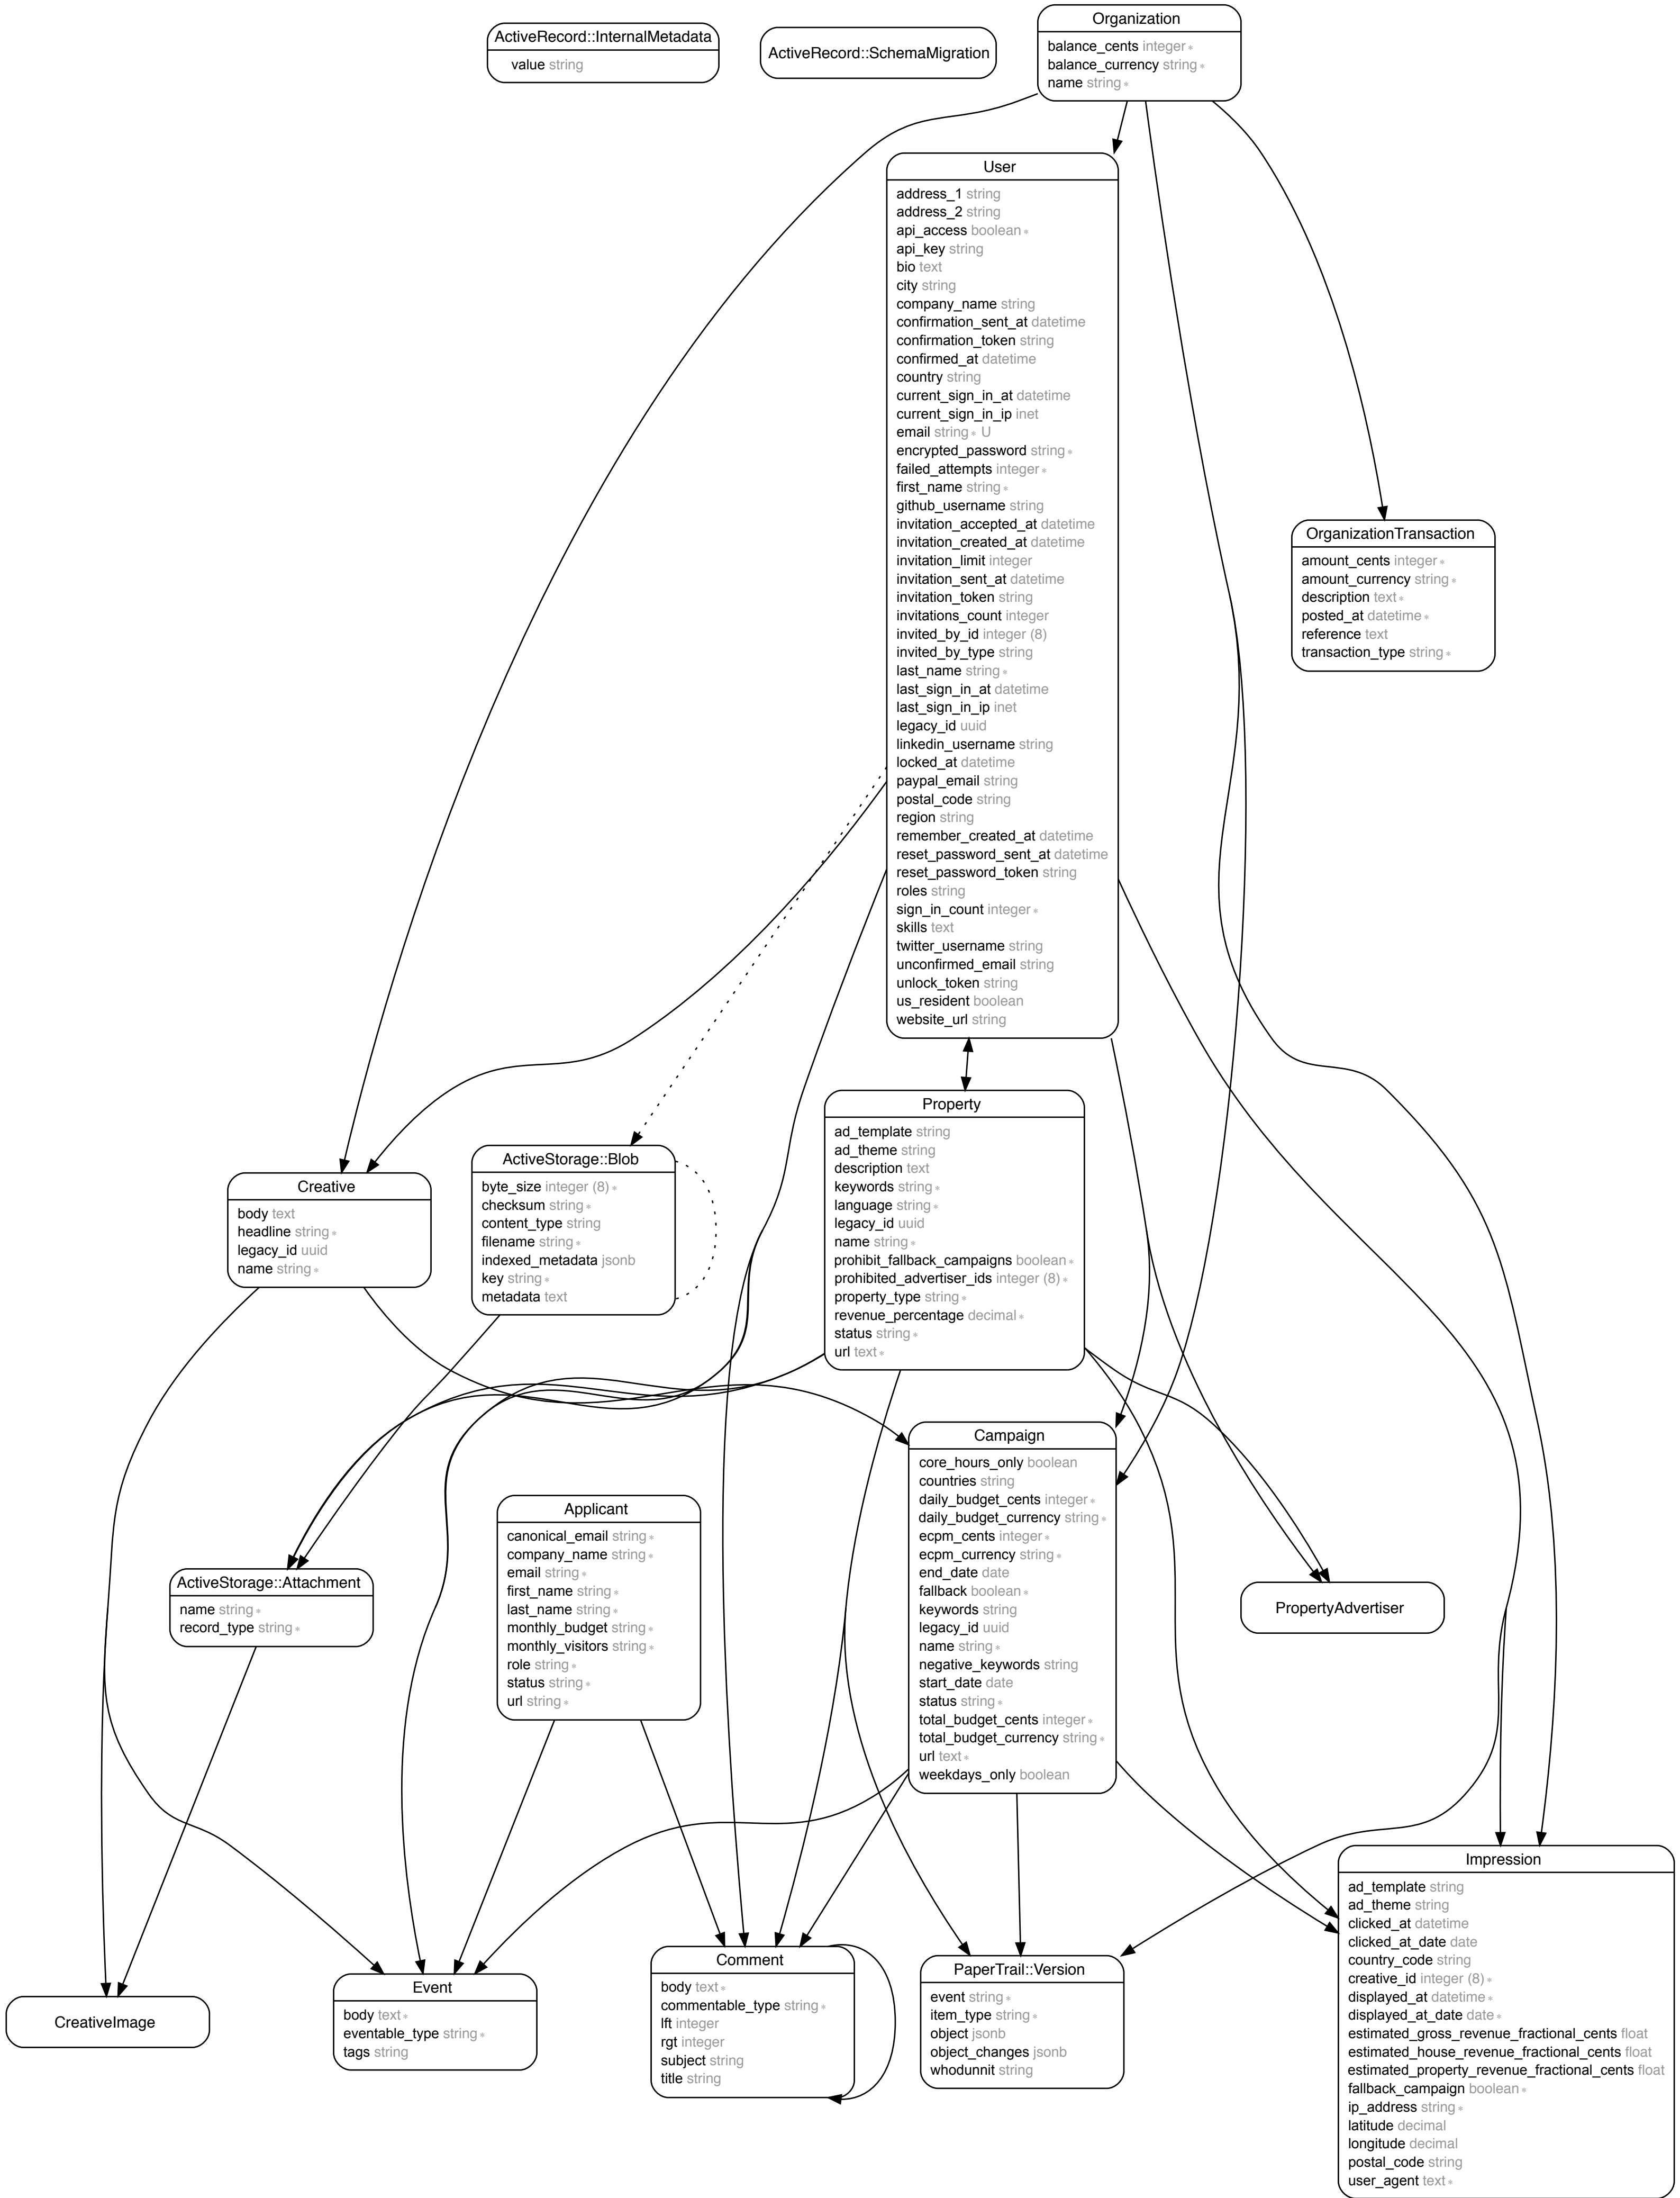 ActiveRecord::InternalMetadata
value string
ActiveRecord::SchemaMigration
Organization
balance_cents integer ∗
balance_currency string ∗
name string ∗
User
address_1 string
address_2 string
api_access boolean ∗
api_key string
bio text
city string
company_name string
confirmation_sent_at datetime
confirmation_token string
confirmed_at datetime
country string
current_sign_in_at datetime
current_sign_in_ip inet
email string ∗ U
encrypted_password string ∗
failed_attempts integer ∗
first_name string ∗
github_username string
invitation_accepted_at datetime
invitation_created_at datetime
invitation_limit integer
invitation_sent_at datetime
invitation_token string
invitations_count integer
invited_by_id integer (8)
invited_by_type string
last_name string ∗
last_sign_in_at datetime
last_sign_in_ip inet
legacy_id uuid
linkedin_username string
locked_at datetime
paypal_email string
postal_code string
region string
remember_created_at datetime
reset_password_sent_at datetime
reset_password_token string
roles string
sign_in_count integer ∗
skills text
twitter_username string
unconfirmed_email string
unlock_token string
us_resident boolean
website_url string
OrganizationTransaction
amount_cents integer ∗
amount_currency string ∗
description text ∗
posted_at datetime ∗
reference text
transaction_type string ∗
Property
ad_template string
ad_theme string
description text
keywords string ∗
language string ∗
legacy_id uuid
name string ∗
prohibit_fallback_campaigns boolean ∗
prohibited_advertiser_ids integer (8) ∗
property_type string ∗
revenue_percentage decimal ∗
status string ∗
url text ∗
ActiveStorage::Blob
byte_size integer (8) ∗
checksum string ∗
content_type string
filename string ∗
indexed_metadata jsonb
key string ∗
metadata text
Creative
body text
headline string ∗
legacy_id uuid
name string ∗
Campaign
core_hours_only boolean
countries string
daily_budget_cents integer ∗
daily_budget_currency string ∗
ecpm_cents integer ∗
ecpm_currency string ∗
end_date date
fallback boolean ∗
keywords string
legacy_id uuid
name string ∗
negative_keywords string
start_date date
status string ∗
total_budget_cents integer ∗
total_budget_currency string ∗
url text ∗
weekdays_only boolean
Applicant
canonical_email string ∗
company_name string ∗
email string ∗
first_name string ∗
last_name string ∗
monthly_budget string ∗
monthly_visitors string ∗
role string ∗
status string ∗
url string ∗
ActiveStorage::Attachment
name string ∗
record_type string ∗
PropertyAdvertiser
Impression
ad_template string
ad_theme string
clicked_at datetime
clicked_at_date date
country_code string
creative_id integer (8) ∗
displayed_at datetime ∗
displayed_at_date date ∗
estimated_gross_revenue_fractional_cents float
estimated_house_revenue_fractional_cents float
estimated_property_revenue_fractional_cents float
fallback_campaign boolean ∗
ip_address string ∗
latitude decimal
longitude decimal
postal_code string
user_agent text ∗
Comment
body text ∗
commentable_type string ∗
lft integer
rgt integer
subject string
title string
PaperTrail::Version
event string ∗
item_type string ∗
object jsonb
object_changes jsonb
whodunnit string
Event
body text ∗
eventable_type string ∗
tags string
CreativeImage